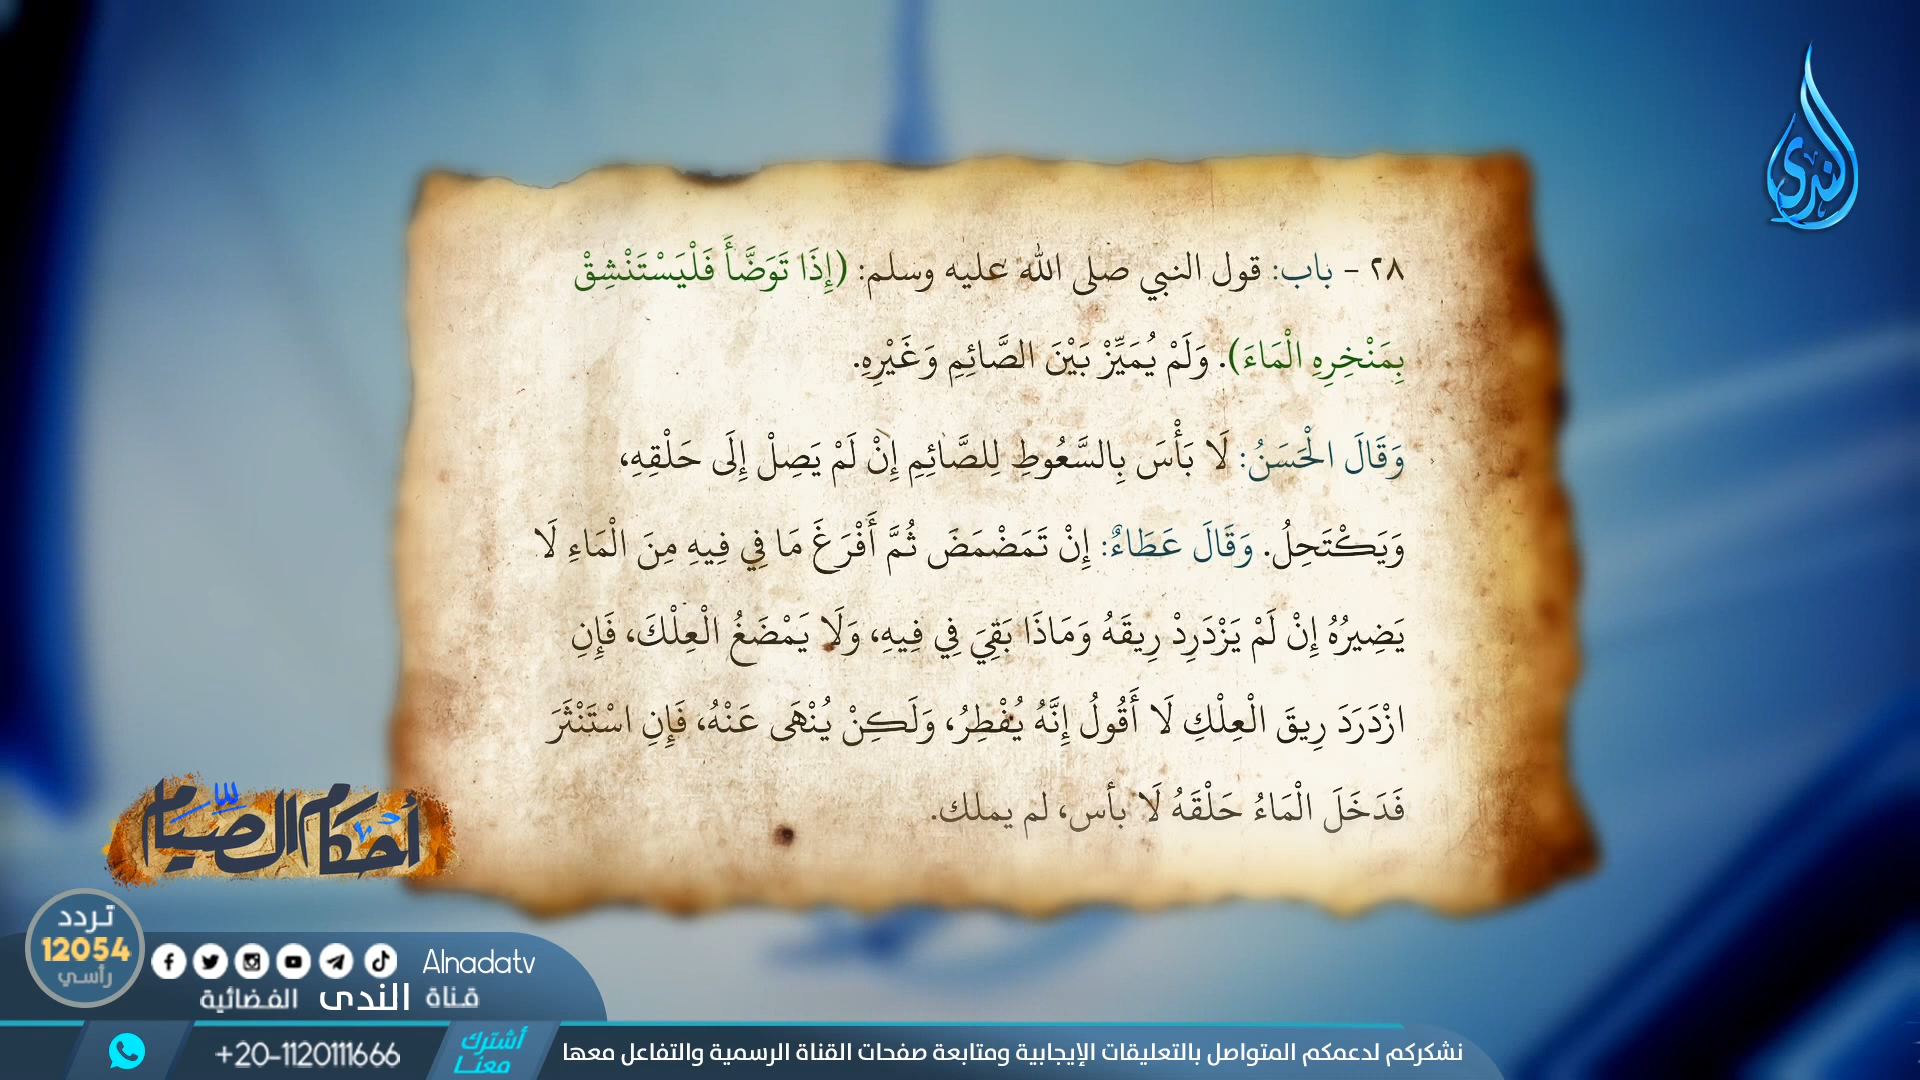 الندى
٢٨ - باب: قول النبي صلى الله عليه وسلم: (إِذَا تَوَضَّأَ فَلْيَسْتَنْشِقْ
بِمَنْخِرِهِ الْمَاءَ). وَلَمْ يُمَيِّزْ بَيْنَ الصَّائِمِ وَغَيْرِهِ.
وَقَالَ الْحَسَنُ: لَا بَأْسَ بِالسَّعُوطِ لِلصَّائِمِ إِنْ لَمْ يَصِلْ إِلَى حَلْقِهِ،
وَيَكْتَحِلُ. وَقَالَ عَطَاءٌ: إِنْ تَمَضْمَضَ ثُمَّ أَفْرَغَ مَا فِي فِيهِ مِنَ الْمَاءِ لَا
يَضِيرُهُ إِنْ لَمْ يَزْدَرِدْ رِيقَهُ وَمَاذَا بَقِيَ فِي فِيهِ، وَلَا يَمْضَغُ الْعِلْكَ، فَإِنِ
ازْدَرَدَ رِيقَ الْعِلْكِ لَا أَقُولُ إِنَّهُ يُفْطِرُ، وَلَكِنْ يُنْهَى عَنْهُ، فَإِنِ اسْتَنْثَرَ
فَدَخَلَ الْمَاءُ حَلْقَهُ لَا بأس، لم يملك.
أحكام الصيام لله
تردد
12054
رأسي
Alnadatv
قناة الندى الفضائية
+20-1120111666
أشترك معنا
نشكركم لدعمكم المتواصل بالتعليقات الإيجابية ومتابعة صفحات القناة الرسمية والتفاعل معها